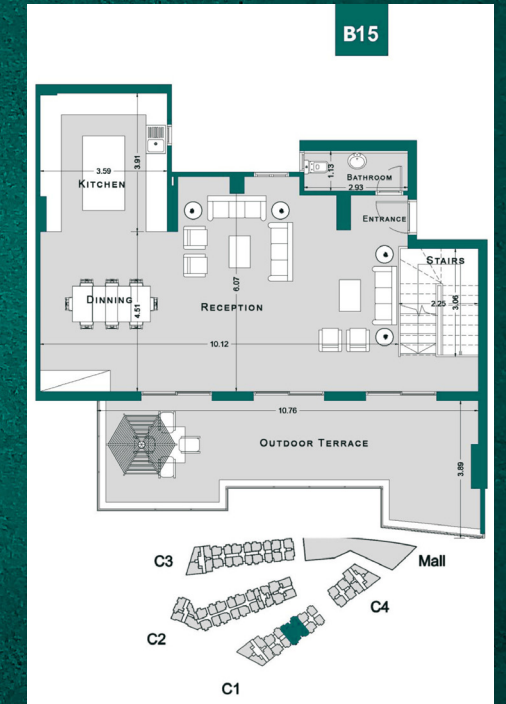 B15
3.91
3.59
KITCHEN
1.13
BATHROOM
2.93
ENTRANCE
STAIRS
DINNING
4.51
RECEPTION
6.07
2.25
3.06
10.12
10.76
OUTDOOR TERRACE
3.89
C3
Mall
C4
C2
C1